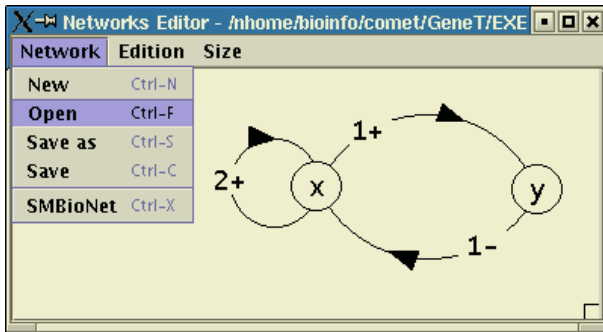 Networks Editor - /nhome/bioinfo/comet/GeneT/EXE
Network Edition Size
New Ctrl-N
Open Ctrl-F
Save as Ctrl-S
Save Ctrl-C
SMBioNet Ctrl-X
1+
2+
x
y
1-